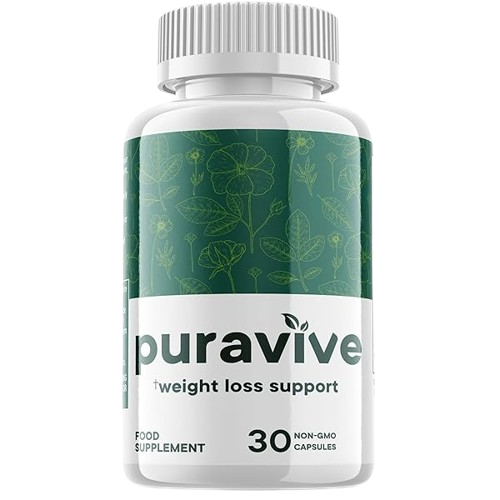 puravive
†weight loss support
FOOD
SUPPLEMENT
30 NON-GMO
CAPSULES